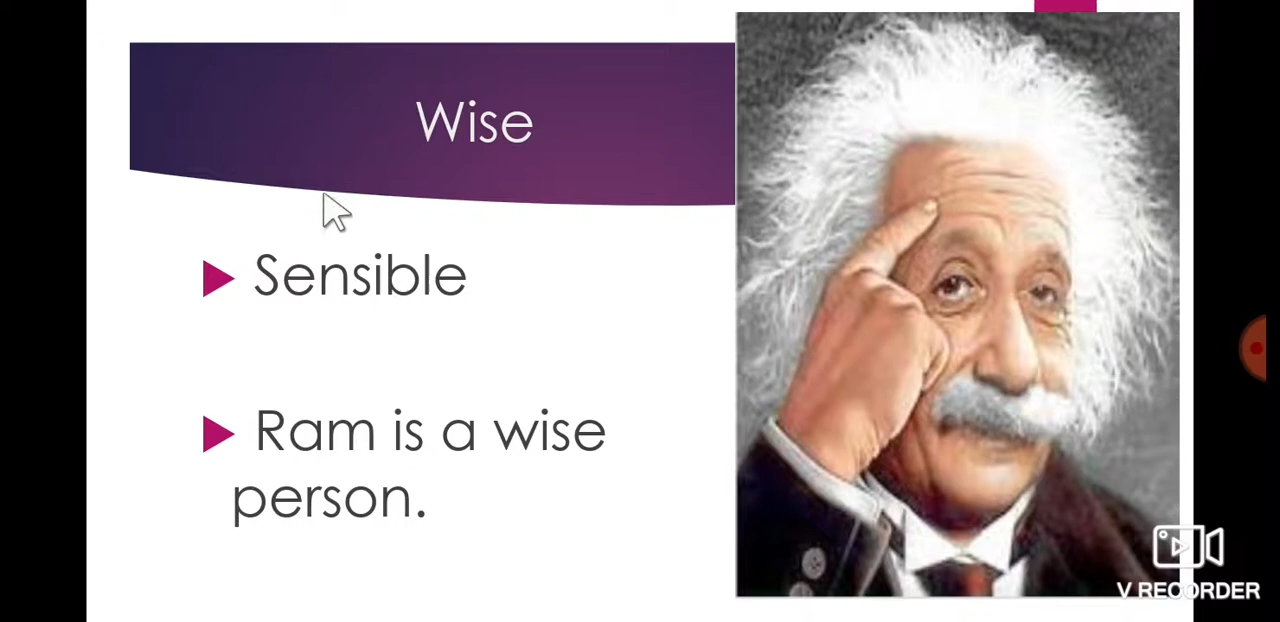 Wise
Sensible
Ram is a wise
person.
V RECORDER